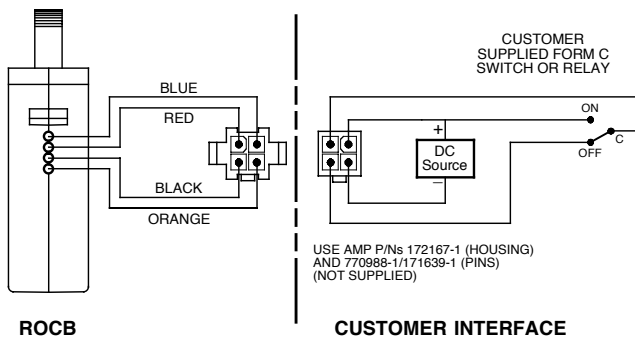 CUSTOMER
SUPPLIED FORM C
SWITCH OR RELAY
BLUE
RED
BLACK
ORANGE
ON
C
OFF
+
DC
Source
–
USE AMP P/Ns 172167-1 (HOUSING)
AND 770988-1/171639-1 (PINS)
(NOT SUPPLIED)
ROCB
CUSTOMER INTERFACE